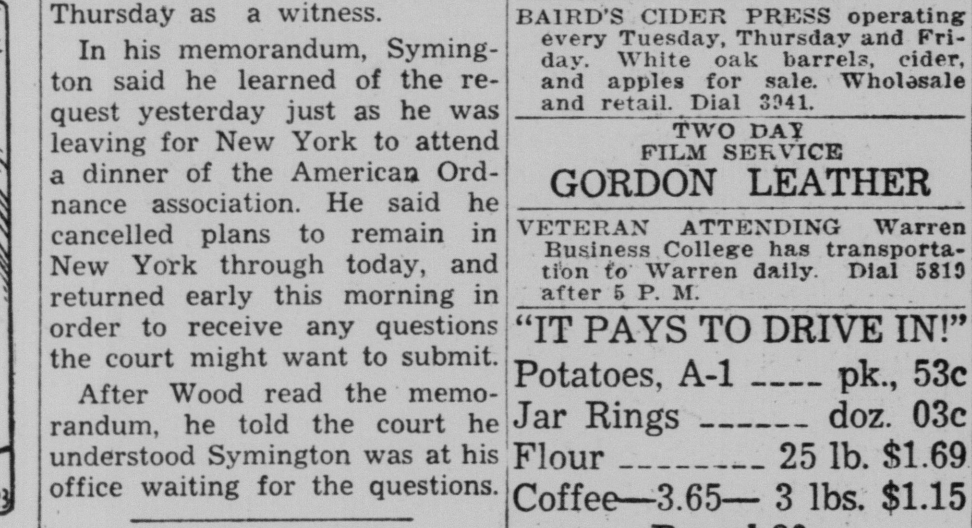 Thursday as a witness.
In his memorandum, Syming-
ton said he learned of the re-
quest yesterday just as he was
leaving for New York to attend
a dinner of the American Ord-
nance association. He said he
cancelled plans to remain in
New York through today, and
returned early this morning in
order to receive any questions
the court might want to submit.
After Wood read the memo-
randum, he told the court he
understood Symington was at his
office waiting for the questions.
BAIRD'S CIDER PRESS operating
every Tuesday, Thursday and Fri-
day. White oak barrels, cider,
and apples for sale. Wholesale
and retail. Dial 3941.
TWO DAY
FILM SERVICE
GORDON LEATHER
VETERAN ATTENDING Warren
Business College has transporta-
tion to Warren daily. Dial 5819
after 5 P. M.
"IT PAYS TO DRIVE IN!"
Potatoes, A-1 ---- pk., 53c
Jar Rings ------ doz. 03c
Flour -------- 25 lb. $1.69
Coffee—3.65— 3 lbs. $1.15